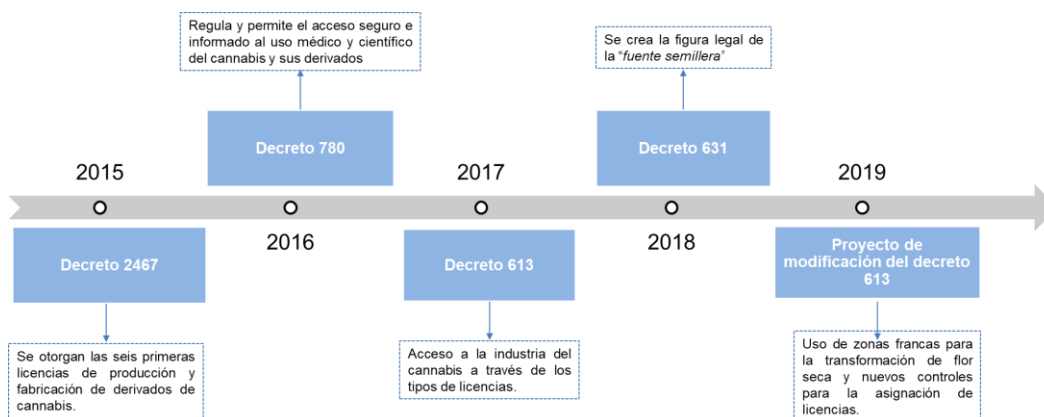 Regula y permite el acceso seguro e
informado al uso médico y científico
del cannabis y sus derivados
Se crea la figura legal de
la "fuente semillera"
Decreto 780
Decreto 631
2015
2017
2019
2016
2018
Decreto 2467
Decreto 613
Proyecto de
modificación del decreto
613
Se otorgan las seis primeras
licencias de producción y
fabricación de derivados de
cannabis.
Acceso a la industria del
cannabis a través de los
tipos de licencias.
Uso de zonas francas para
la transformación de flor
seca y nuevos controles
para la asignación de
licencias.